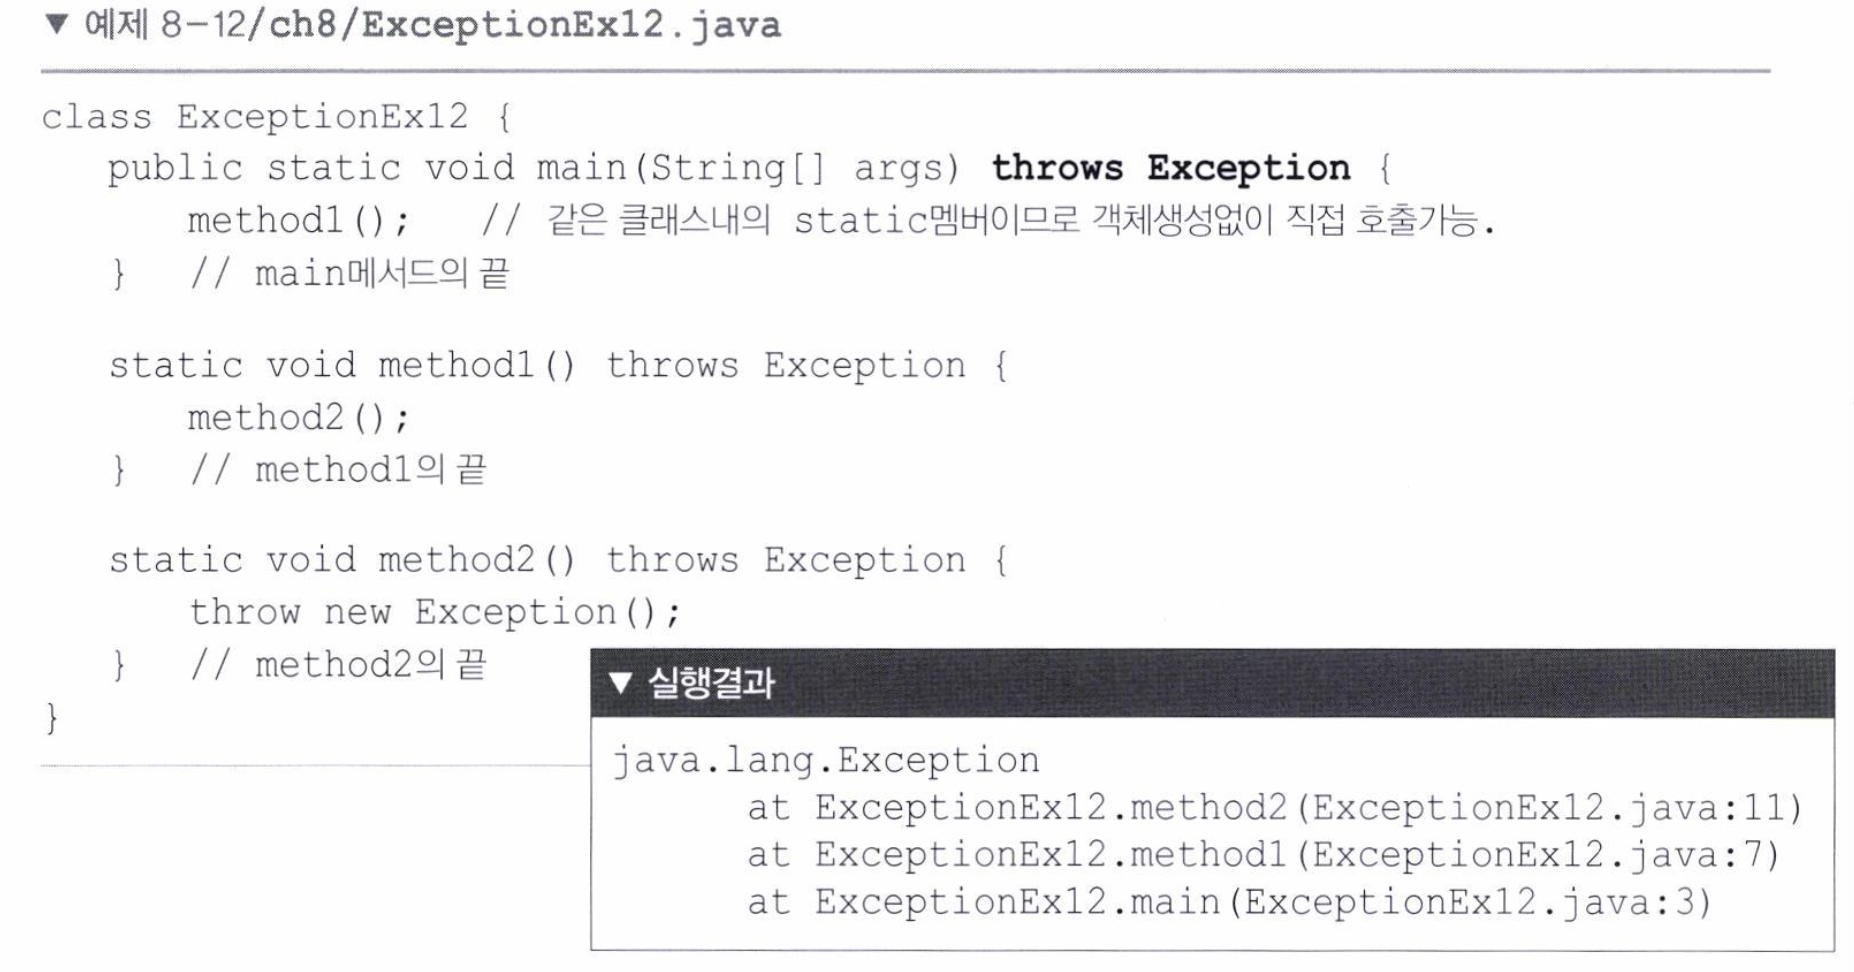 ▼ 예제 8-12/ch8/ExceptionEx12.java
class ExceptionEx12 {
    public static void main(String[] args) throws Exception {
        method1();   // 같은 클래스내의 static멤버이므로 객체생성없이 직접 호출가능.
    }   // main메서드의 끝

    static void method1() throws Exception {
        method2();
    }   // method1의 끝

    static void method2() throws Exception {
        throw new Exception();
    }   // method2의 끝
}
▼ 실행결과
java.lang.Exception
        at ExceptionEx12.method2(ExceptionEx12.java:11)
        at ExceptionEx12.method1(ExceptionEx12.java:7)
        at ExceptionEx12.main(ExceptionEx12.java:3)